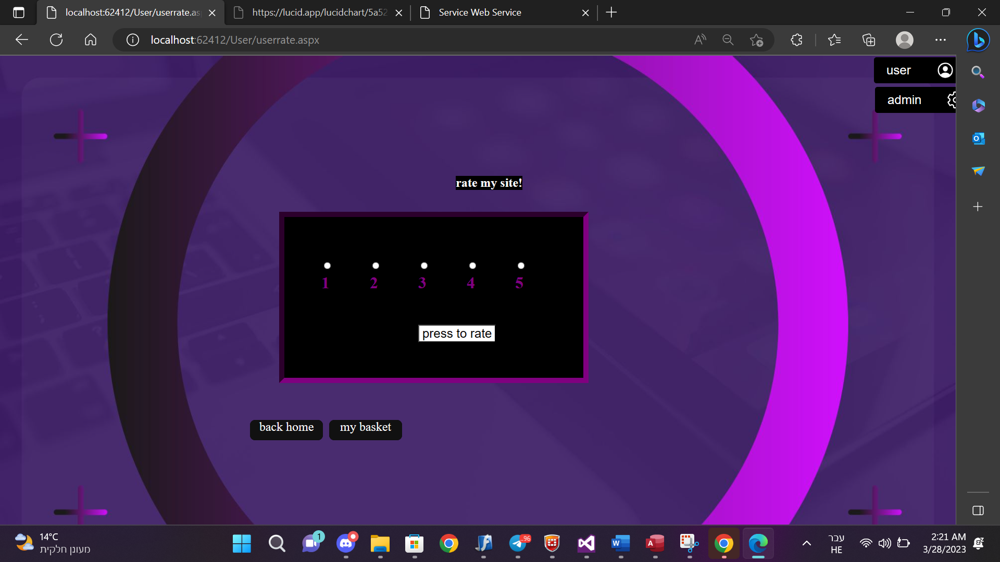 localhost:62412/User/userrate.as
https://lucid.app/lucidchart/5a52
Service Web Service
localhost:62412/User/userrate.aspx
user
admin
rate my site!
1 2 3 4 5
press to rate
back home
my basket
14°C
מעונן חלקית
1
..96
עבר
HE
2:21 AM
3/28/2023